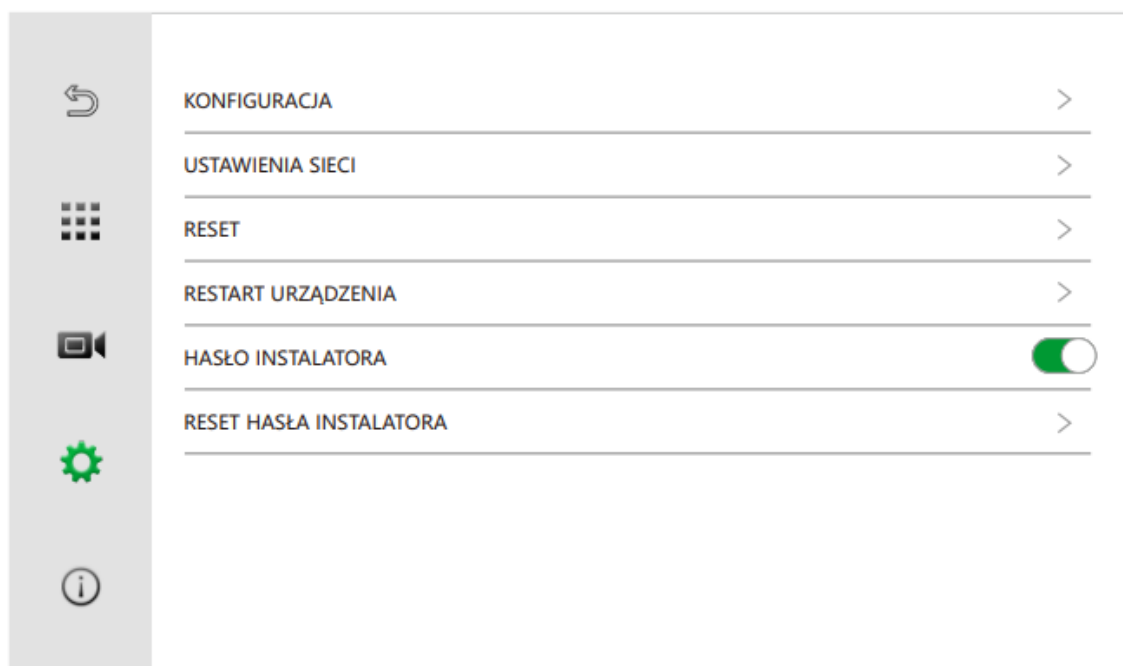 KONFIGURACJA
USTAWIENIA SIECI
RESET
RESTART URZĄDZENIA
HASŁO INSTALATORA
RESET HASŁA INSTALATORA